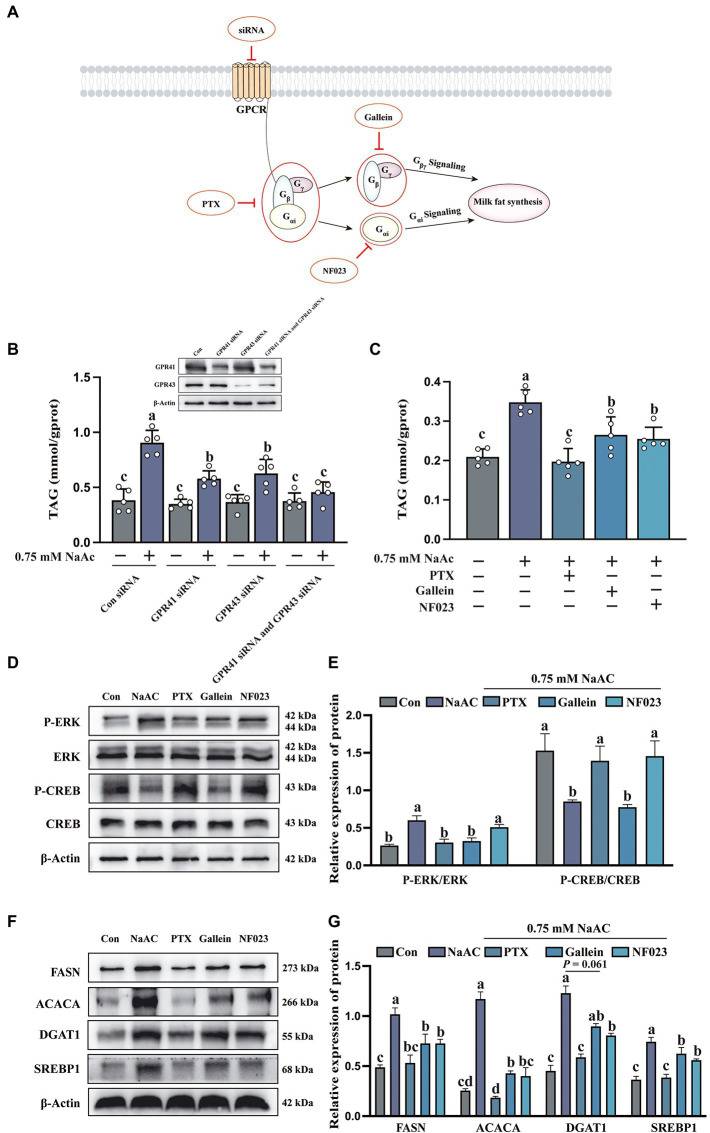 A
siRNA
GPCR
Gallein
Gγ
Gβ
Gβγ Signaling
PTX
Gγ
Gβ
Gαi
Milk fat synthesis
Gαi
Gαi Signaling
NF023
B
Con
GPR41 siRNA
GPR43 siRNA
GPR41 siRNA and GPR43 siRNA
GPR41
GPR43
β-Actin
TAG (mmol/gprot)
1.5
1.0
0.5
0.0
c a c b c b c c
0.75 mM NaAc − + − + − + − +
Con siRNA
GPR41 siRNA
GPR43 siRNA
GPR41 siRNA and GPR43 siRNA
C
TAG (mmol/gprot)
0.4
0.3
0.2
0.1
c a c b b
0.75 mM NaAc − + + + +
PTX − − + − −
Gallein − − − + −
NF023 − − − − +
D
Con NaAC PTX Gallein NF023
P-ERK 42 kDa
44 kDa
ERK 42 kDa
44 kDa
P-CREB 43 kDa
CREB 43 kDa
β-Actin 42 kDa
E
0.75 mM NaAC
Con NaAC PTX Gallein NF023
Relative expression of protein
2.0
1.5
1.0
0.5
0.0
b a b b a
a b a b a
P-ERK/ERK P-CREB/CREB
F
Con NaAC PTX Gallein NF023
FASN 273 kDa
ACACA 266 kDa
DGAT1 55 kDa
SREBP1 68 kDa
β-Actin 42 kDa
G
0.75 mM NaAC
Con NaAC PTX Gallein NF023
P = 0.061
Relative expression of protein
1.5
1.0
0.5
0.0
c a bc b b
cd a d b bc
c a c ab b
c a c b b
FASN ACACA DGAT1 SREBP1